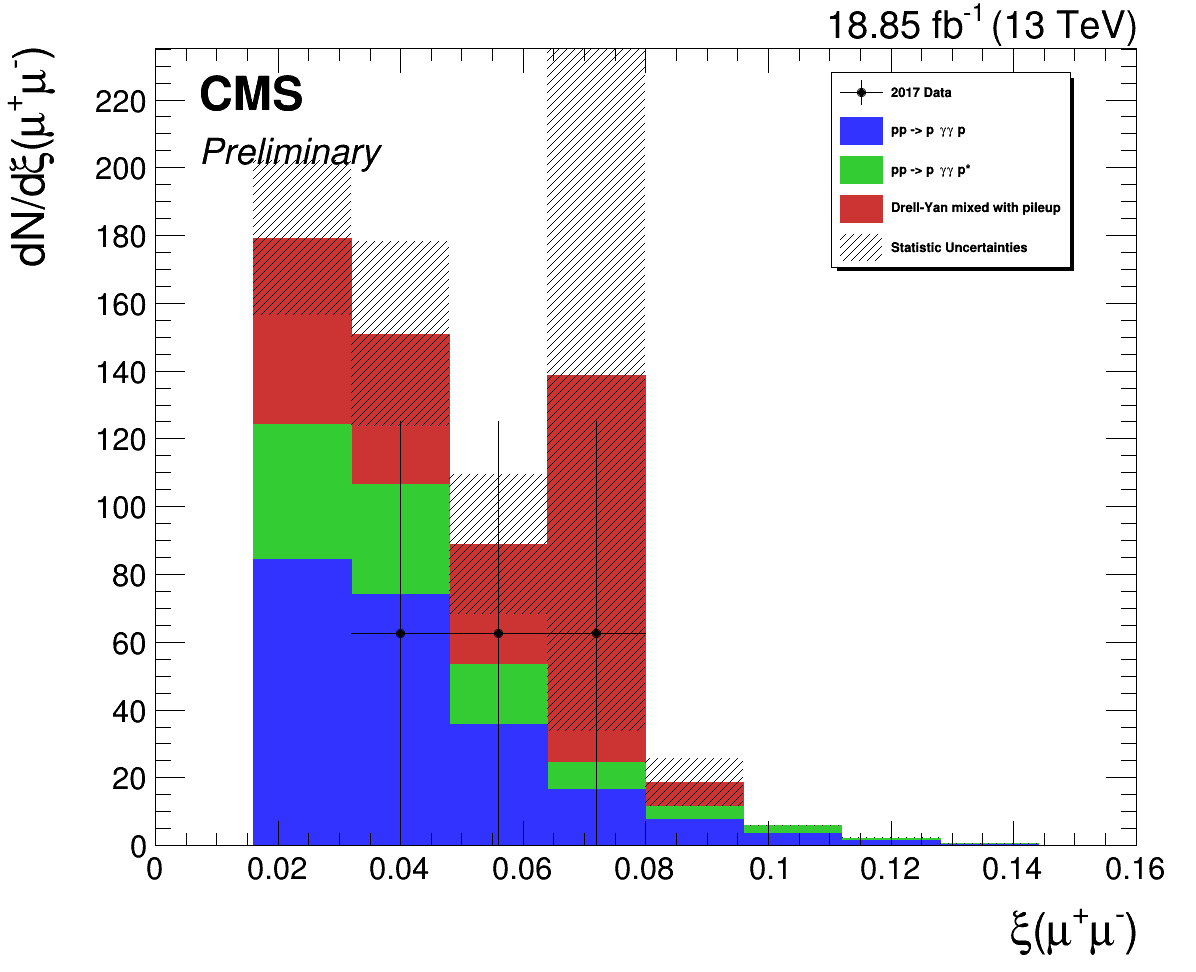 18.85 fb⁻¹ (13 TeV)
dN/dξ(μ⁺μ⁻)
CMS
Preliminary
2017 Data
pp -> p γγ p
pp -> p γγ p*
Drell-Yan mixed with pileup
Statistic Uncertainties
220
200
180
160
140
120
100
80
60
40
20
0
0 0.02 0.04 0.06 0.08 0.1 0.12 0.14 0.16
ξ(μ⁺μ⁻)